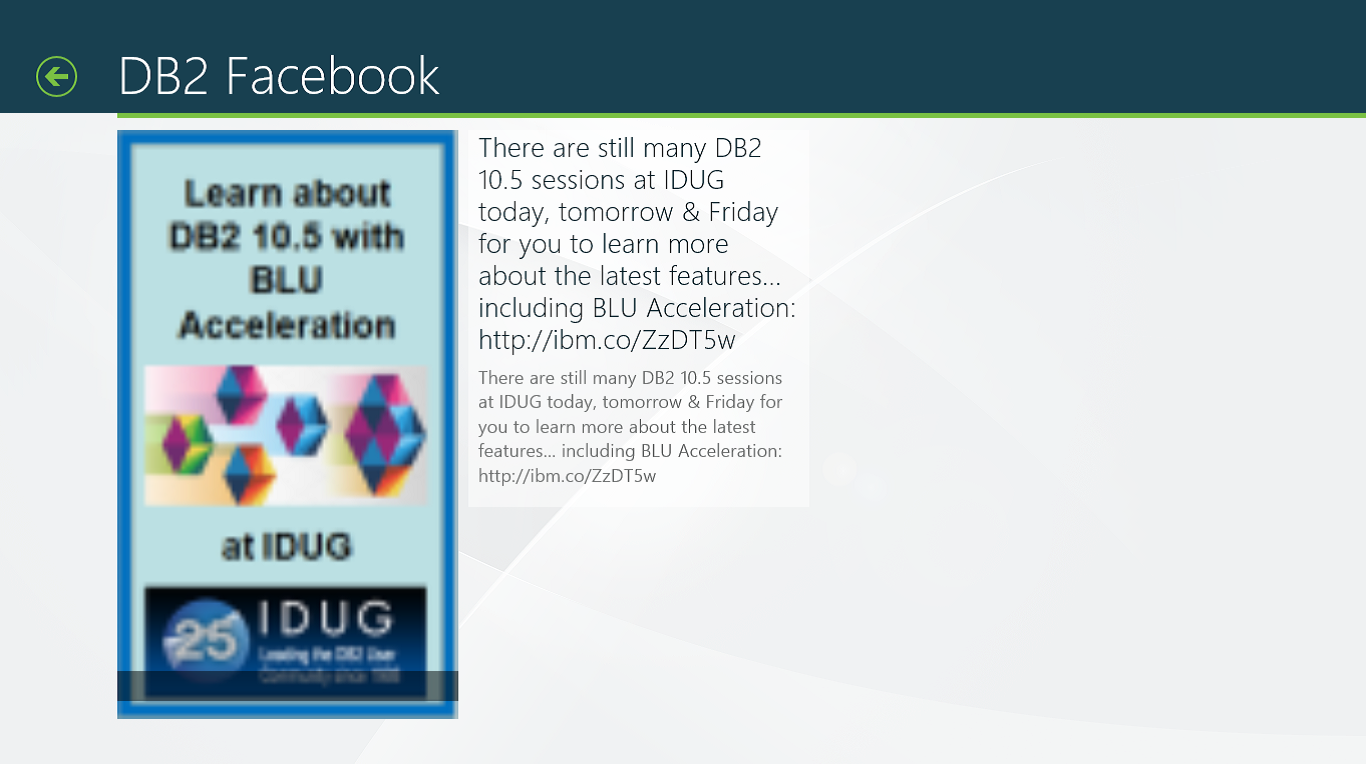 DB2 Facebook
Learn about
DB2 10.5 with
BLU
Acceleration
at IDUG
25
IDUG
Leading the DB2 User
Community since 1988
There are still many DB2
10.5 sessions at IDUG
today, tomorrow & Friday
for you to learn more
about the latest features...
including BLU Acceleration:
http://ibm.co/ZzDT5w
There are still many DB2 10.5 sessions
at IDUG today, tomorrow & Friday for
you to learn more about the latest
features... including BLU Acceleration:
http://ibm.co/ZzDT5w